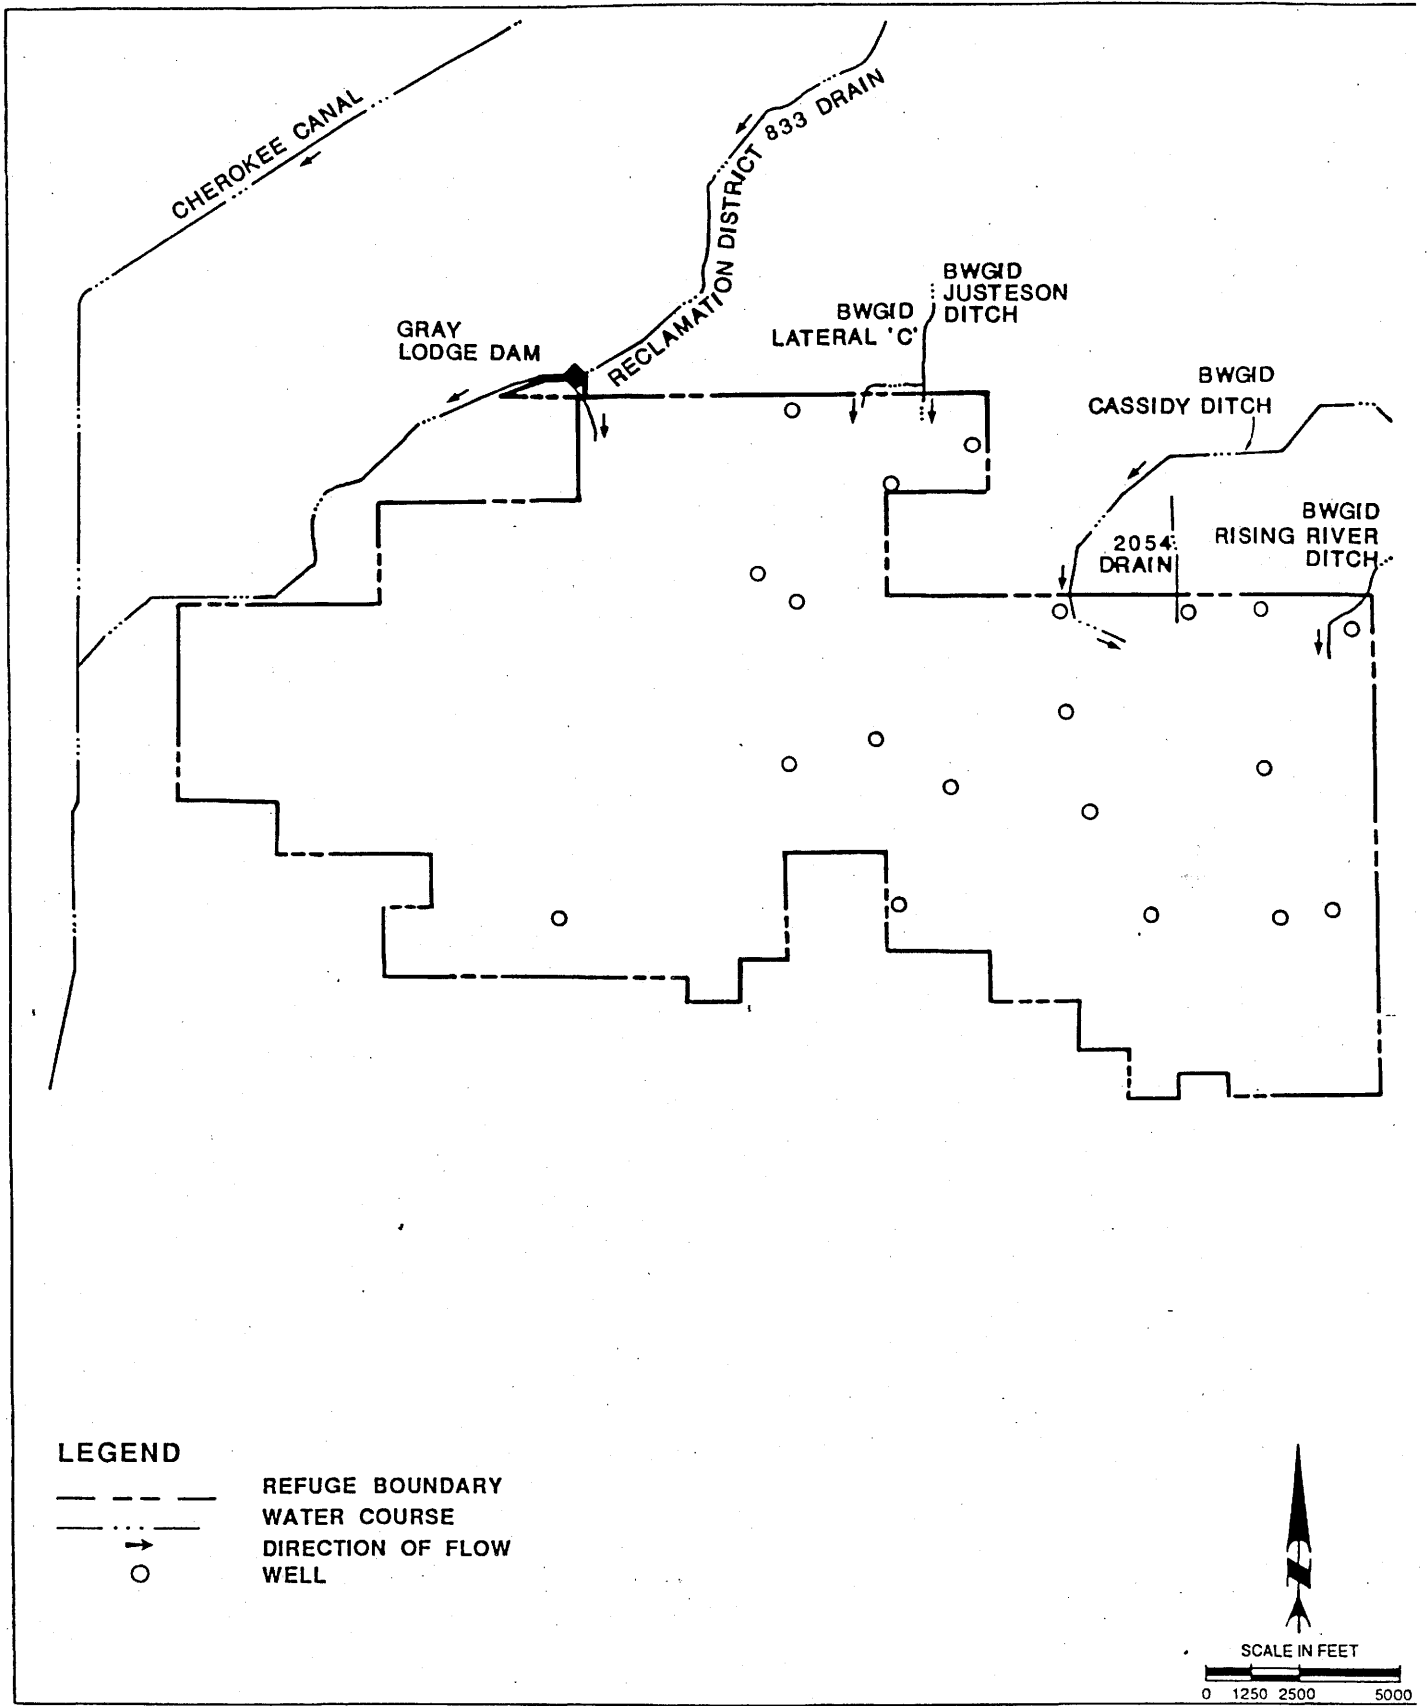 CHEROKEE CANAL
RECLAMATION DISTRICT 833 DRAIN
GRAY
LODGE DAM
BWGID
LATERAL 'C'
BWGID
JUSTESON
DITCH
BWGID
CASSIDY DITCH
2054
DRAIN
BWGID
RISING RIVER
DITCH
LEGEND
REFUGE BOUNDARY
WATER COURSE
DIRECTION OF FLOW
WELL
N
SCALE IN FEET
0 1250 2500 5000